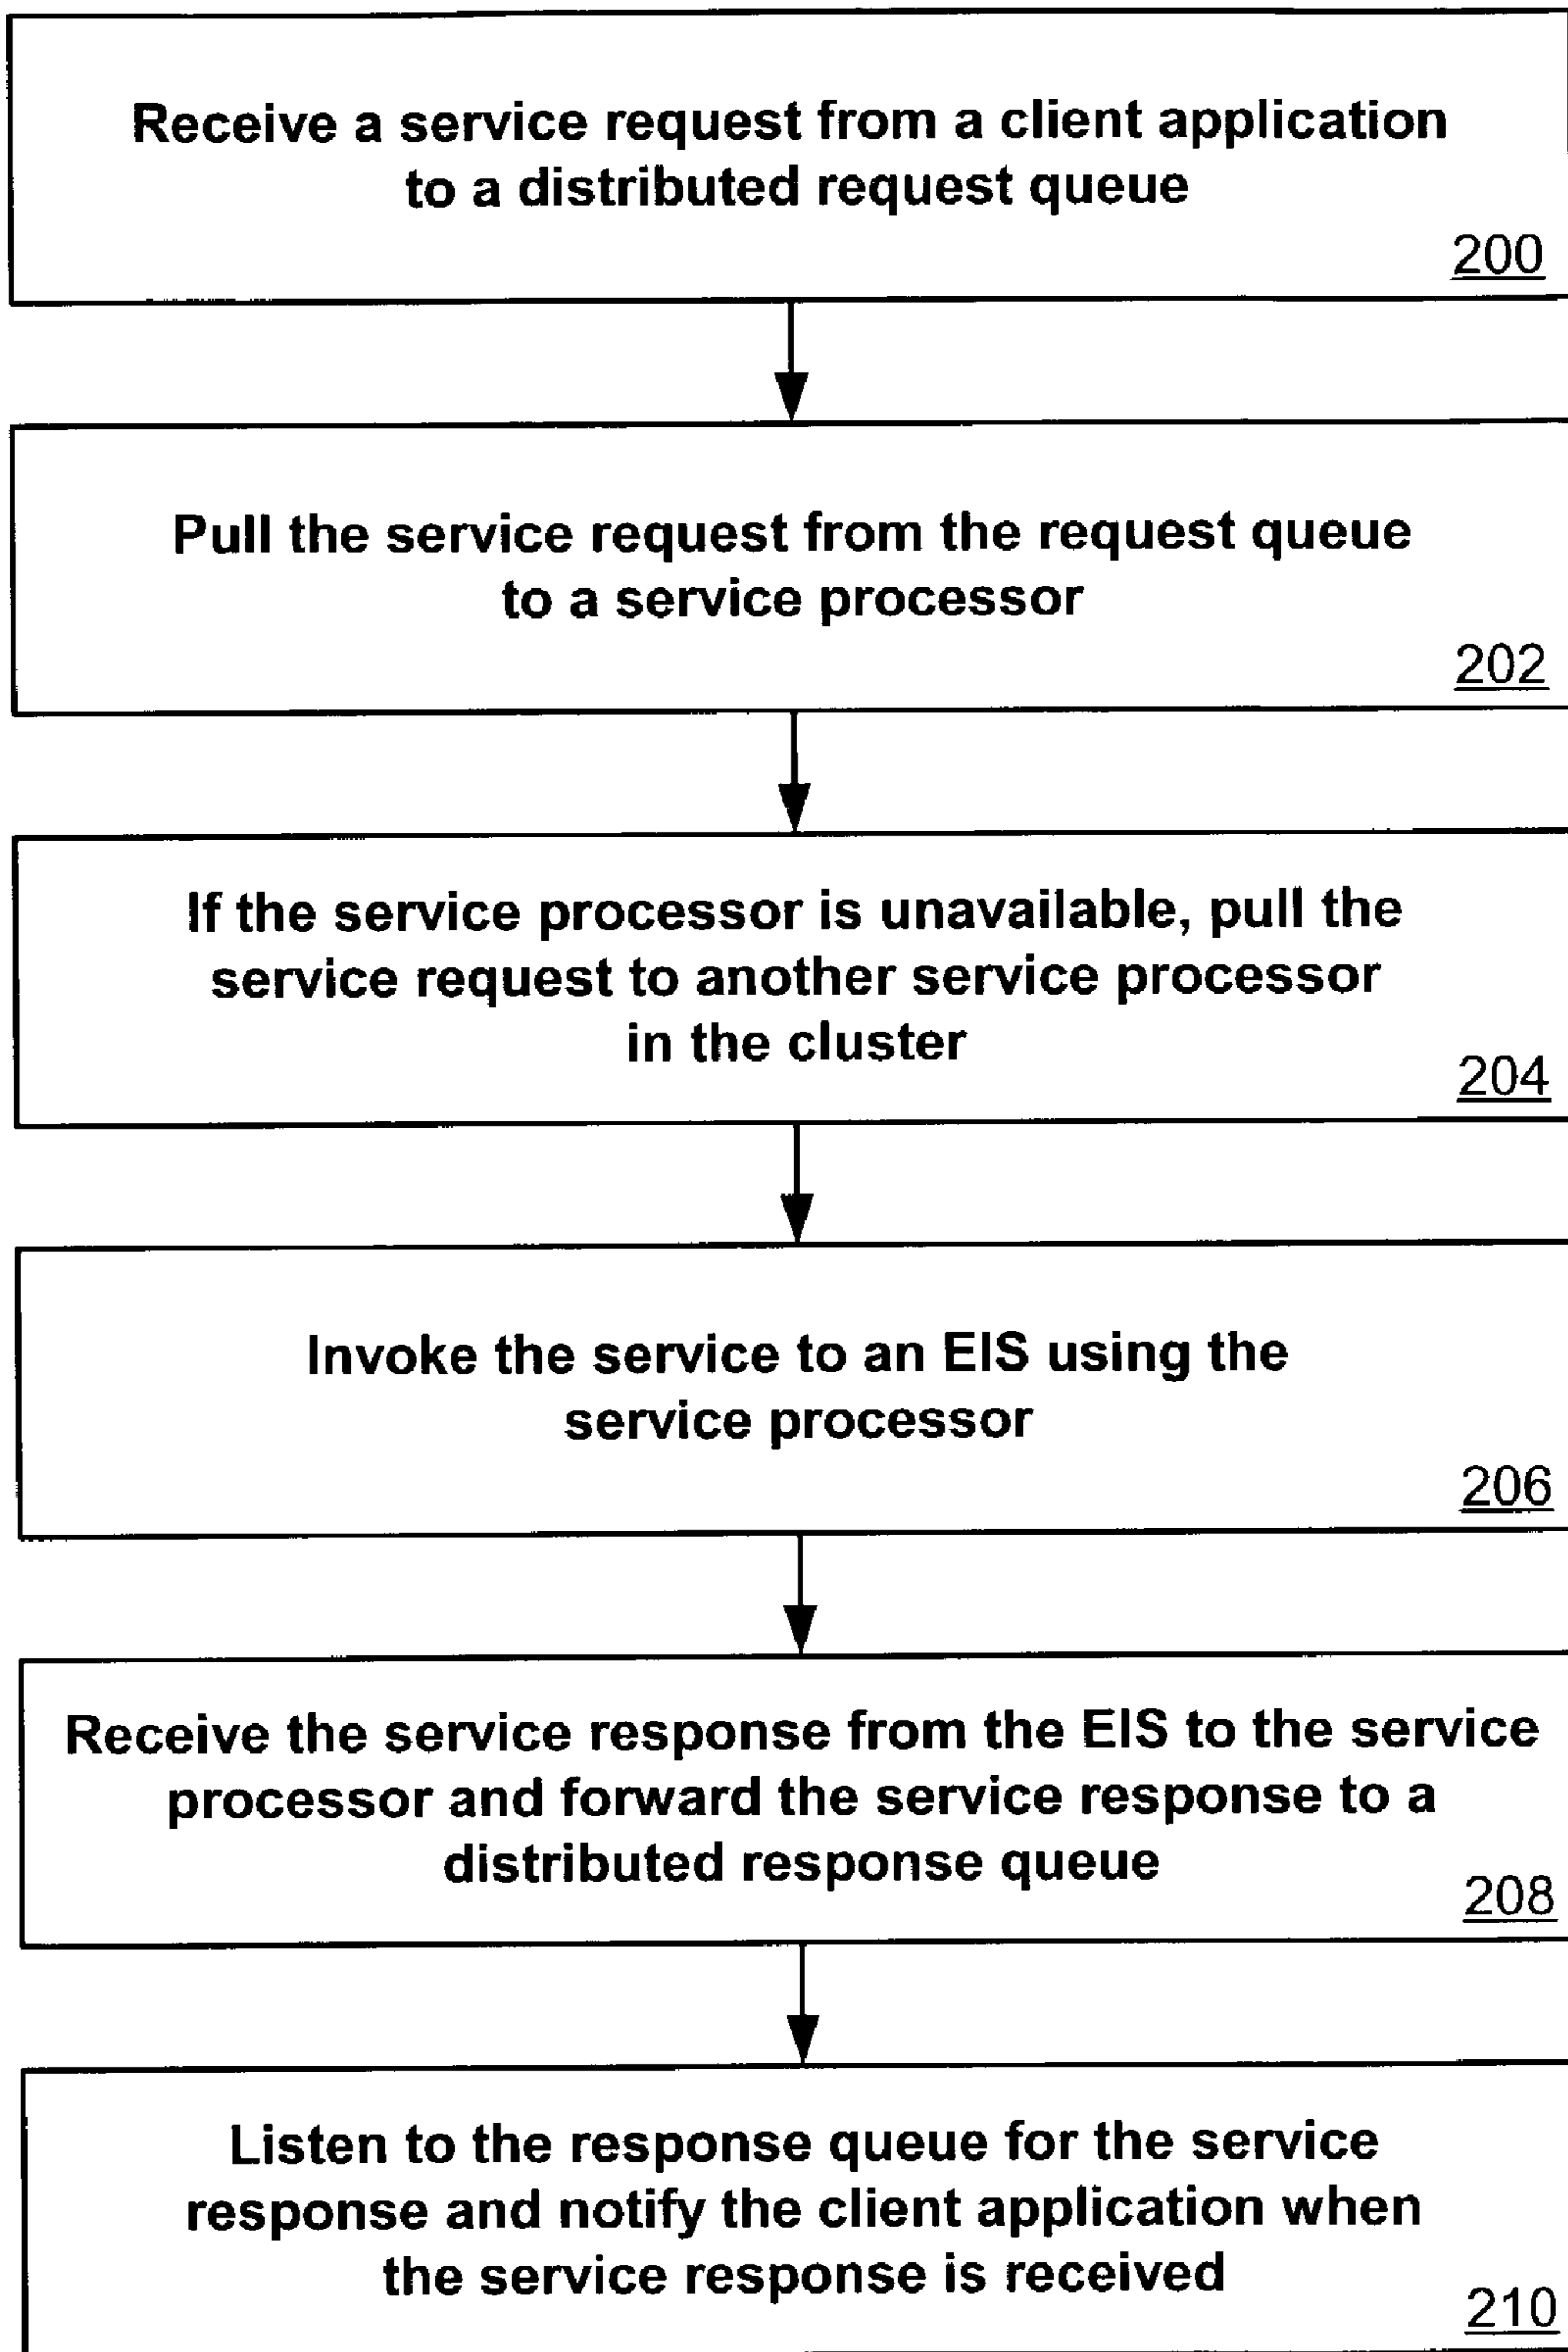 Receive a service request from a client application
to a distributed request queue
200
Pull the service request from the request queue
to a service processor
202
If the service processor is unavailable, pull the
service request to another service processor
in the cluster
204
Invoke the service to an EIS using the
service processor
206
Receive the service response from the EIS to the service
processor and forward the service response to a
distributed response queue
208
Listen to the response queue for the service
response and notify the client application when
the service response is received
210